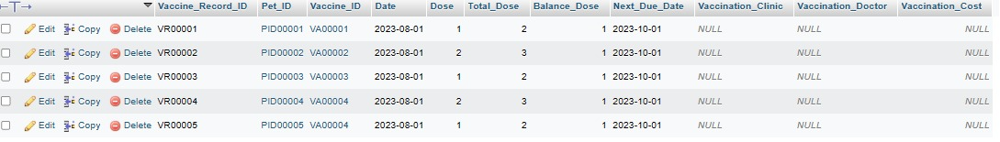 ←T→ Vaccine_Record_ID Pet_ID Vaccine_ID Date Dose Total_Dose Balance_Dose Next_Due_Date Vaccination_Clinic Vaccination_Doctor Vaccination_Cost
Edit Copy Delete VR00001 PID00001 VA00001 2023-08-01 1 2 1 2023-10-01 NULL NULL NULL
Edit Copy Delete VR00002 PID00002 VA00002 2023-08-01 2 3 1 2023-10-01 NULL NULL NULL
Edit Copy Delete VR00003 PID00003 VA00003 2023-08-01 1 2 1 2023-10-01 NULL NULL NULL
Edit Copy Delete VR00004 PID00004 VA00004 2023-08-01 2 3 1 2023-10-01 NULL NULL NULL
Edit Copy Delete VR00005 PID00005 VA00004 2023-08-01 1 2 1 2023-10-01 NULL NULL NULL